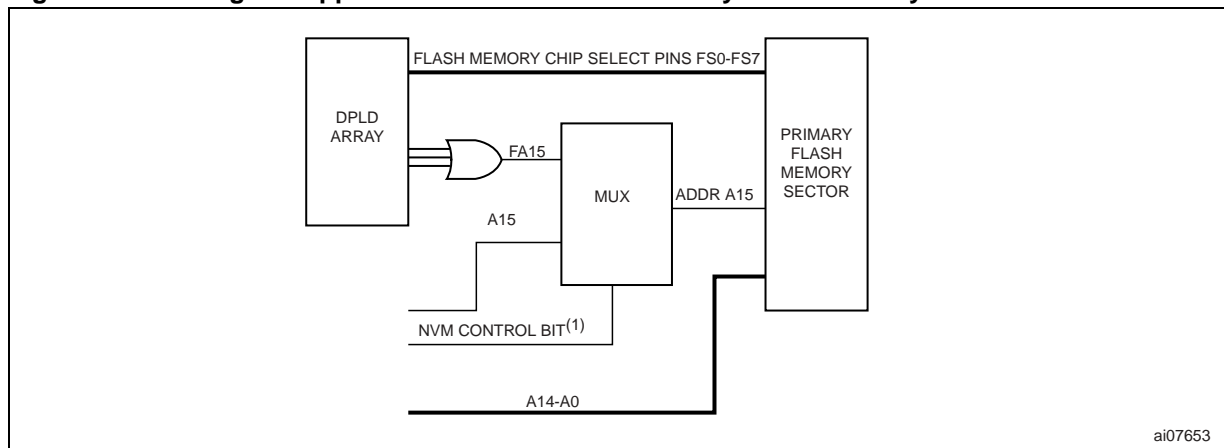 FLASH MEMORY CHIP SELECT PINS FS0-FS7
DPLD
ARRAY
FA15
MUX
ADDR A15
PRIMARY
FLASH
MEMORY
SECTOR
A15
NVM CONTROL BIT(1)
A14-A0
ai07653